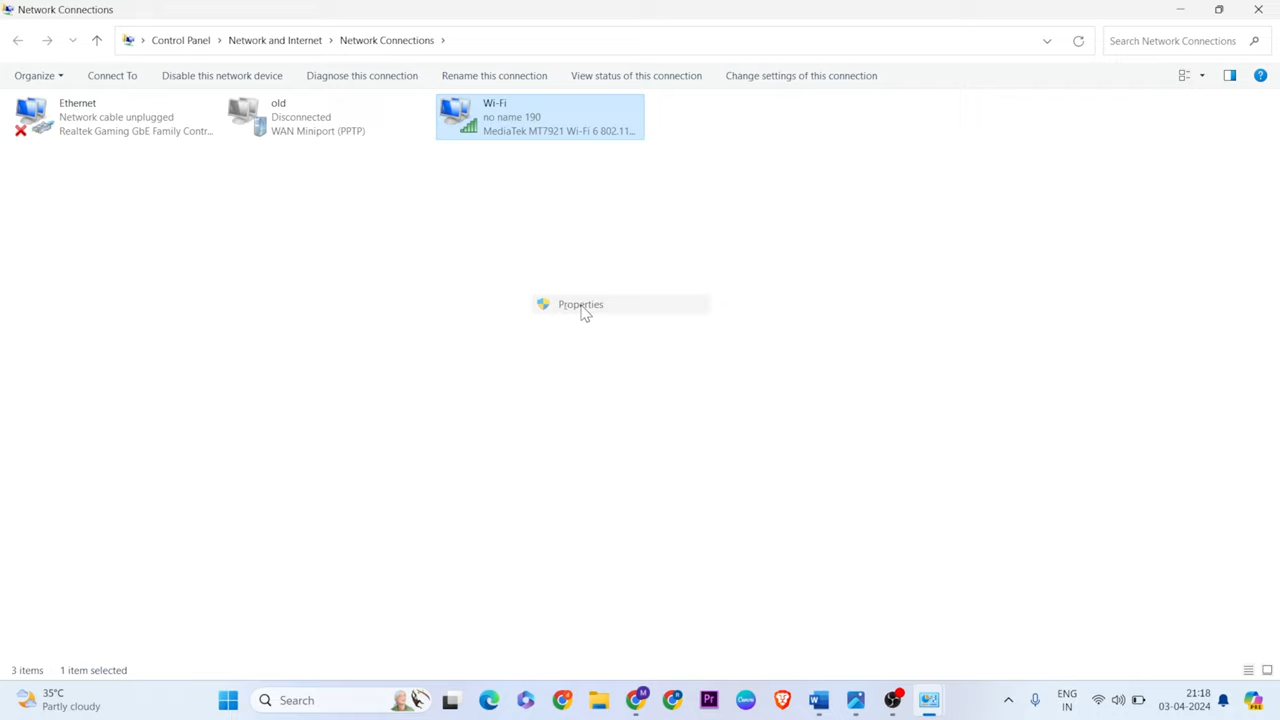 Network Connections
Control Panel > Network and Internet > Network Connections >
Search Network Connections
Organize Connect To Disable this network device Diagnose this connection Rename this connection View status of this connection Change settings of this connection
Ethernet
Network cable unplugged
Realtek Gaming GbE Family Contr...
old
Disconnected
WAN Miniport (PPTP)
Wi-Fi
no name 190
MediaTek MT7921 Wi-Fi 6 802.11...
Properties
3 items 1 item selected
35°C
Partly cloudy
Search
M
Pr
Canva
W
ENG
IN
21:18
03-04-2024
PRE